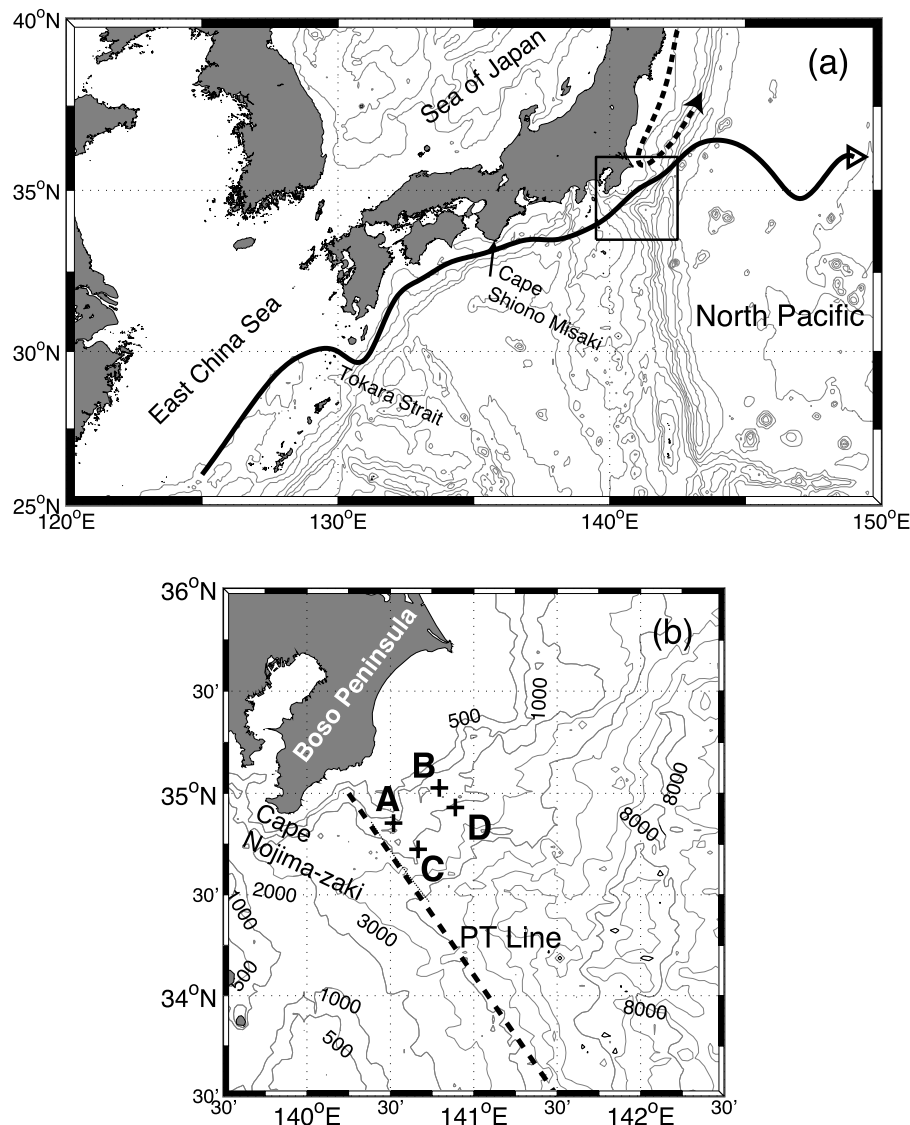 40°N
35°N
30°N
25°N
120°E
130°E
140°E
150°E
(a)
Sea of Japan
East China Sea
North Pacific
Cape
Shiono Misaki
Tokara Strait
36°N
30'
35°N
30'
34°N
30'
30'
140°E
30'
141°E
30'
142°E
30'
(b)
Boso Peninsula
500
1000
B
A
D
C
8000
8000
Cape
Nojima-zaki
2000
1000
3000
PT Line
500
1000
500
8000